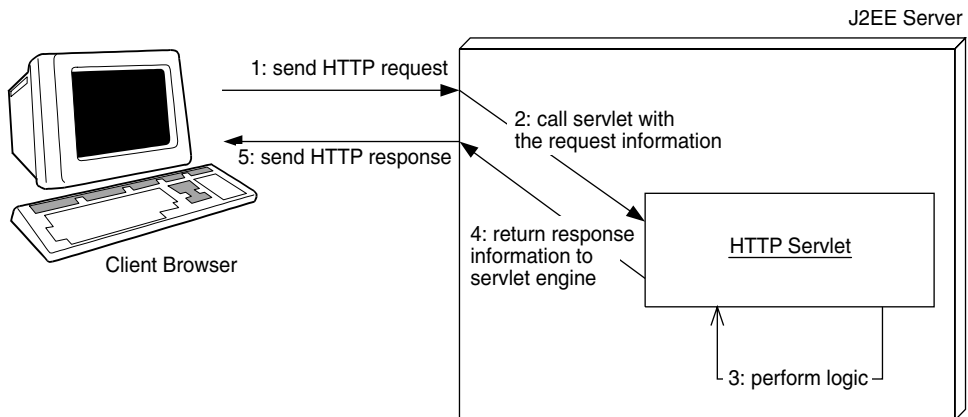 J2EE Server
1: send HTTP request
2: call servlet with
the request information
5: send HTTP response
4: return response
information to
servlet engine
HTTP Servlet
Client Browser
3: perform logic